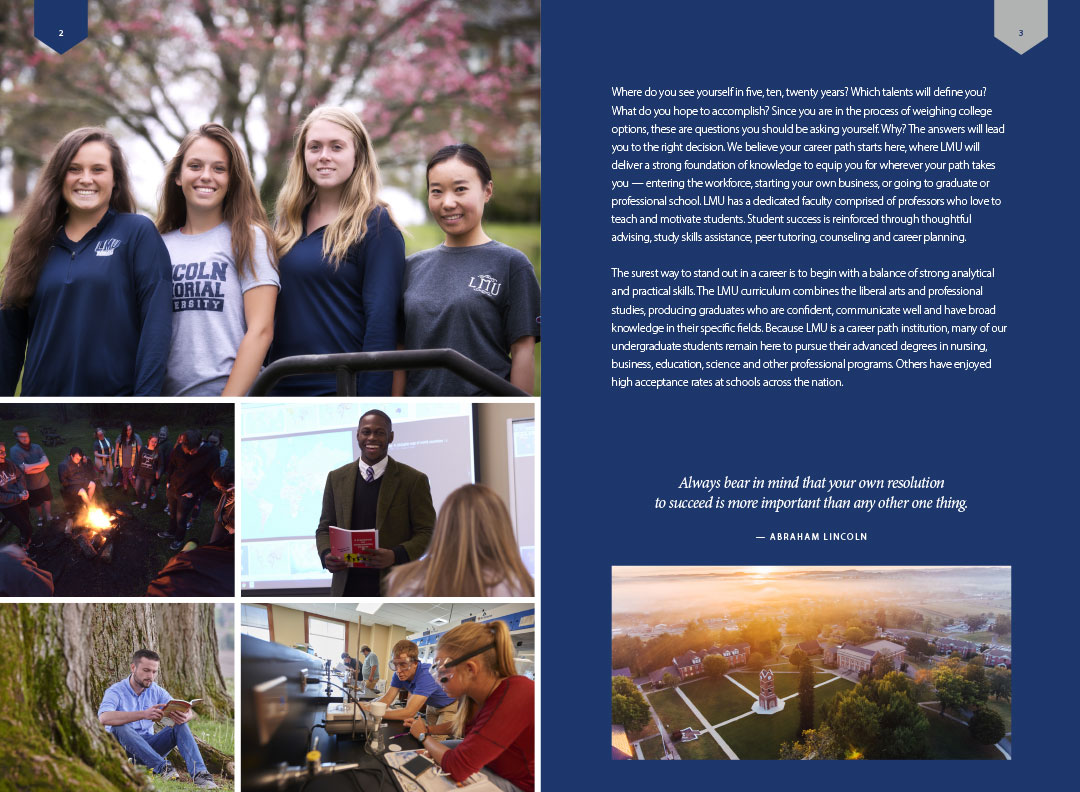 2
3
LMU
COLN
ORIAL
ERSITY
LMU
Where do you see yourself in five, ten, twenty years? Which talents will define you?
What do you hope to accomplish? Since you are in the process of weighing college
options, these are questions you should be asking yourself. Why? The answers will lead
you to the right decision. We believe your career path starts here, where LMU will
deliver a strong foundation of knowledge to equip you for wherever your path takes
you — entering the workforce, starting your own business, or going to graduate or
professional school. LMU has a dedicated faculty comprised of professors who love to
teach and motivate students. Student success is reinforced through thoughtful
advising, study skills assistance, peer tutoring, counseling and career planning.
The surest way to stand out in a career is to begin with a balance of strong analytical
and practical skills. The LMU curriculum combines the liberal arts and professional
studies, producing graduates who are confident, communicate well and have broad
knowledge in their specific fields. Because LMU is a career path institution, many of our
undergraduate students remain here to pursue their advanced degrees in nursing,
business, education, science and other professional programs. Others have enjoyed
high acceptance rates at schools across the nation.
Always bear in mind that your own resolution
to succeed is more important than any other one thing.
— ABRAHAM LINCOLN